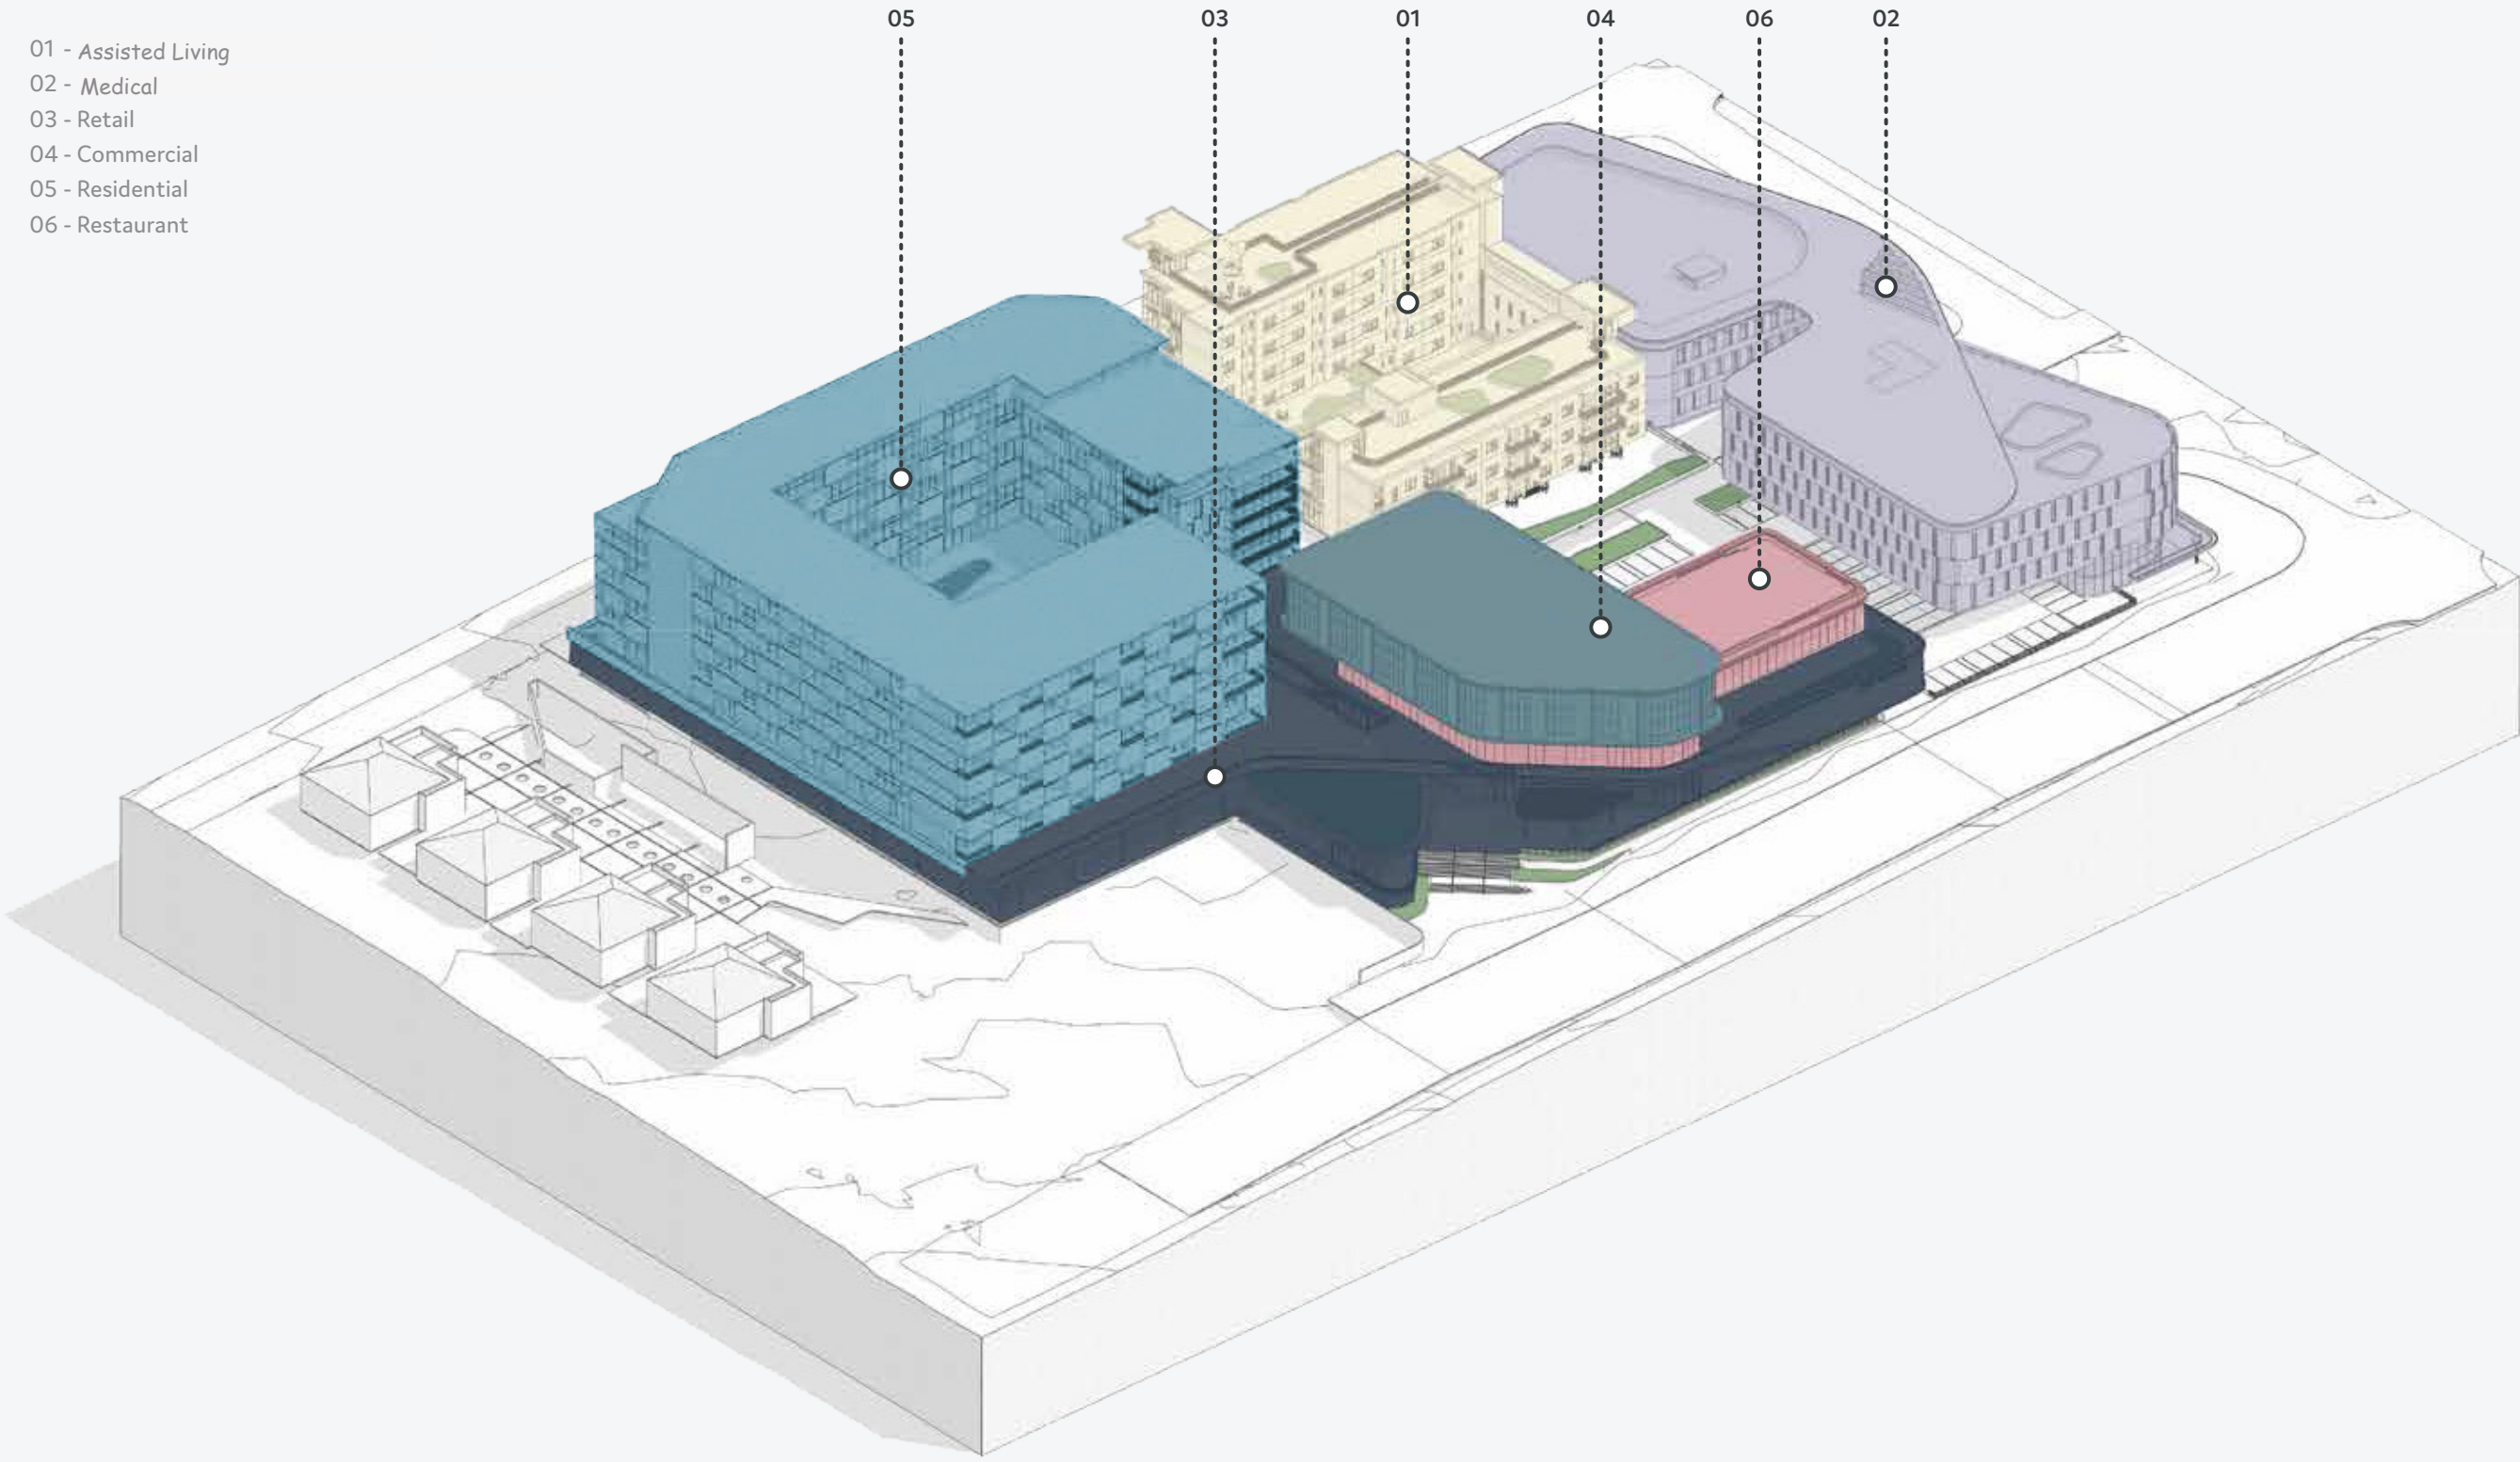 05 03 01 04 06 02
01 - Assisted Living
02 - Medical
03 - Retail
04 - Commercial
05 - Residential
06 - Restaurant